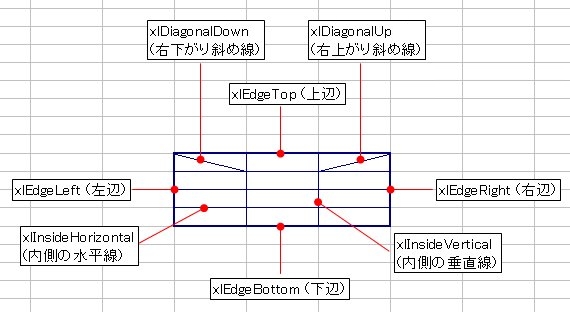 xlDiagonalDown
(右下がり斜め線)
xlDiagonalUp
(右上がり斜め線)
xlEdgeTop (上辺)
xlEdgeLeft (左辺)
xlEdgeRight (右辺)
xlInsideHorizontal
(内側の水平線)
xlInsideVertical
(内側の垂直線)
xlEdgeBottom (下辺)